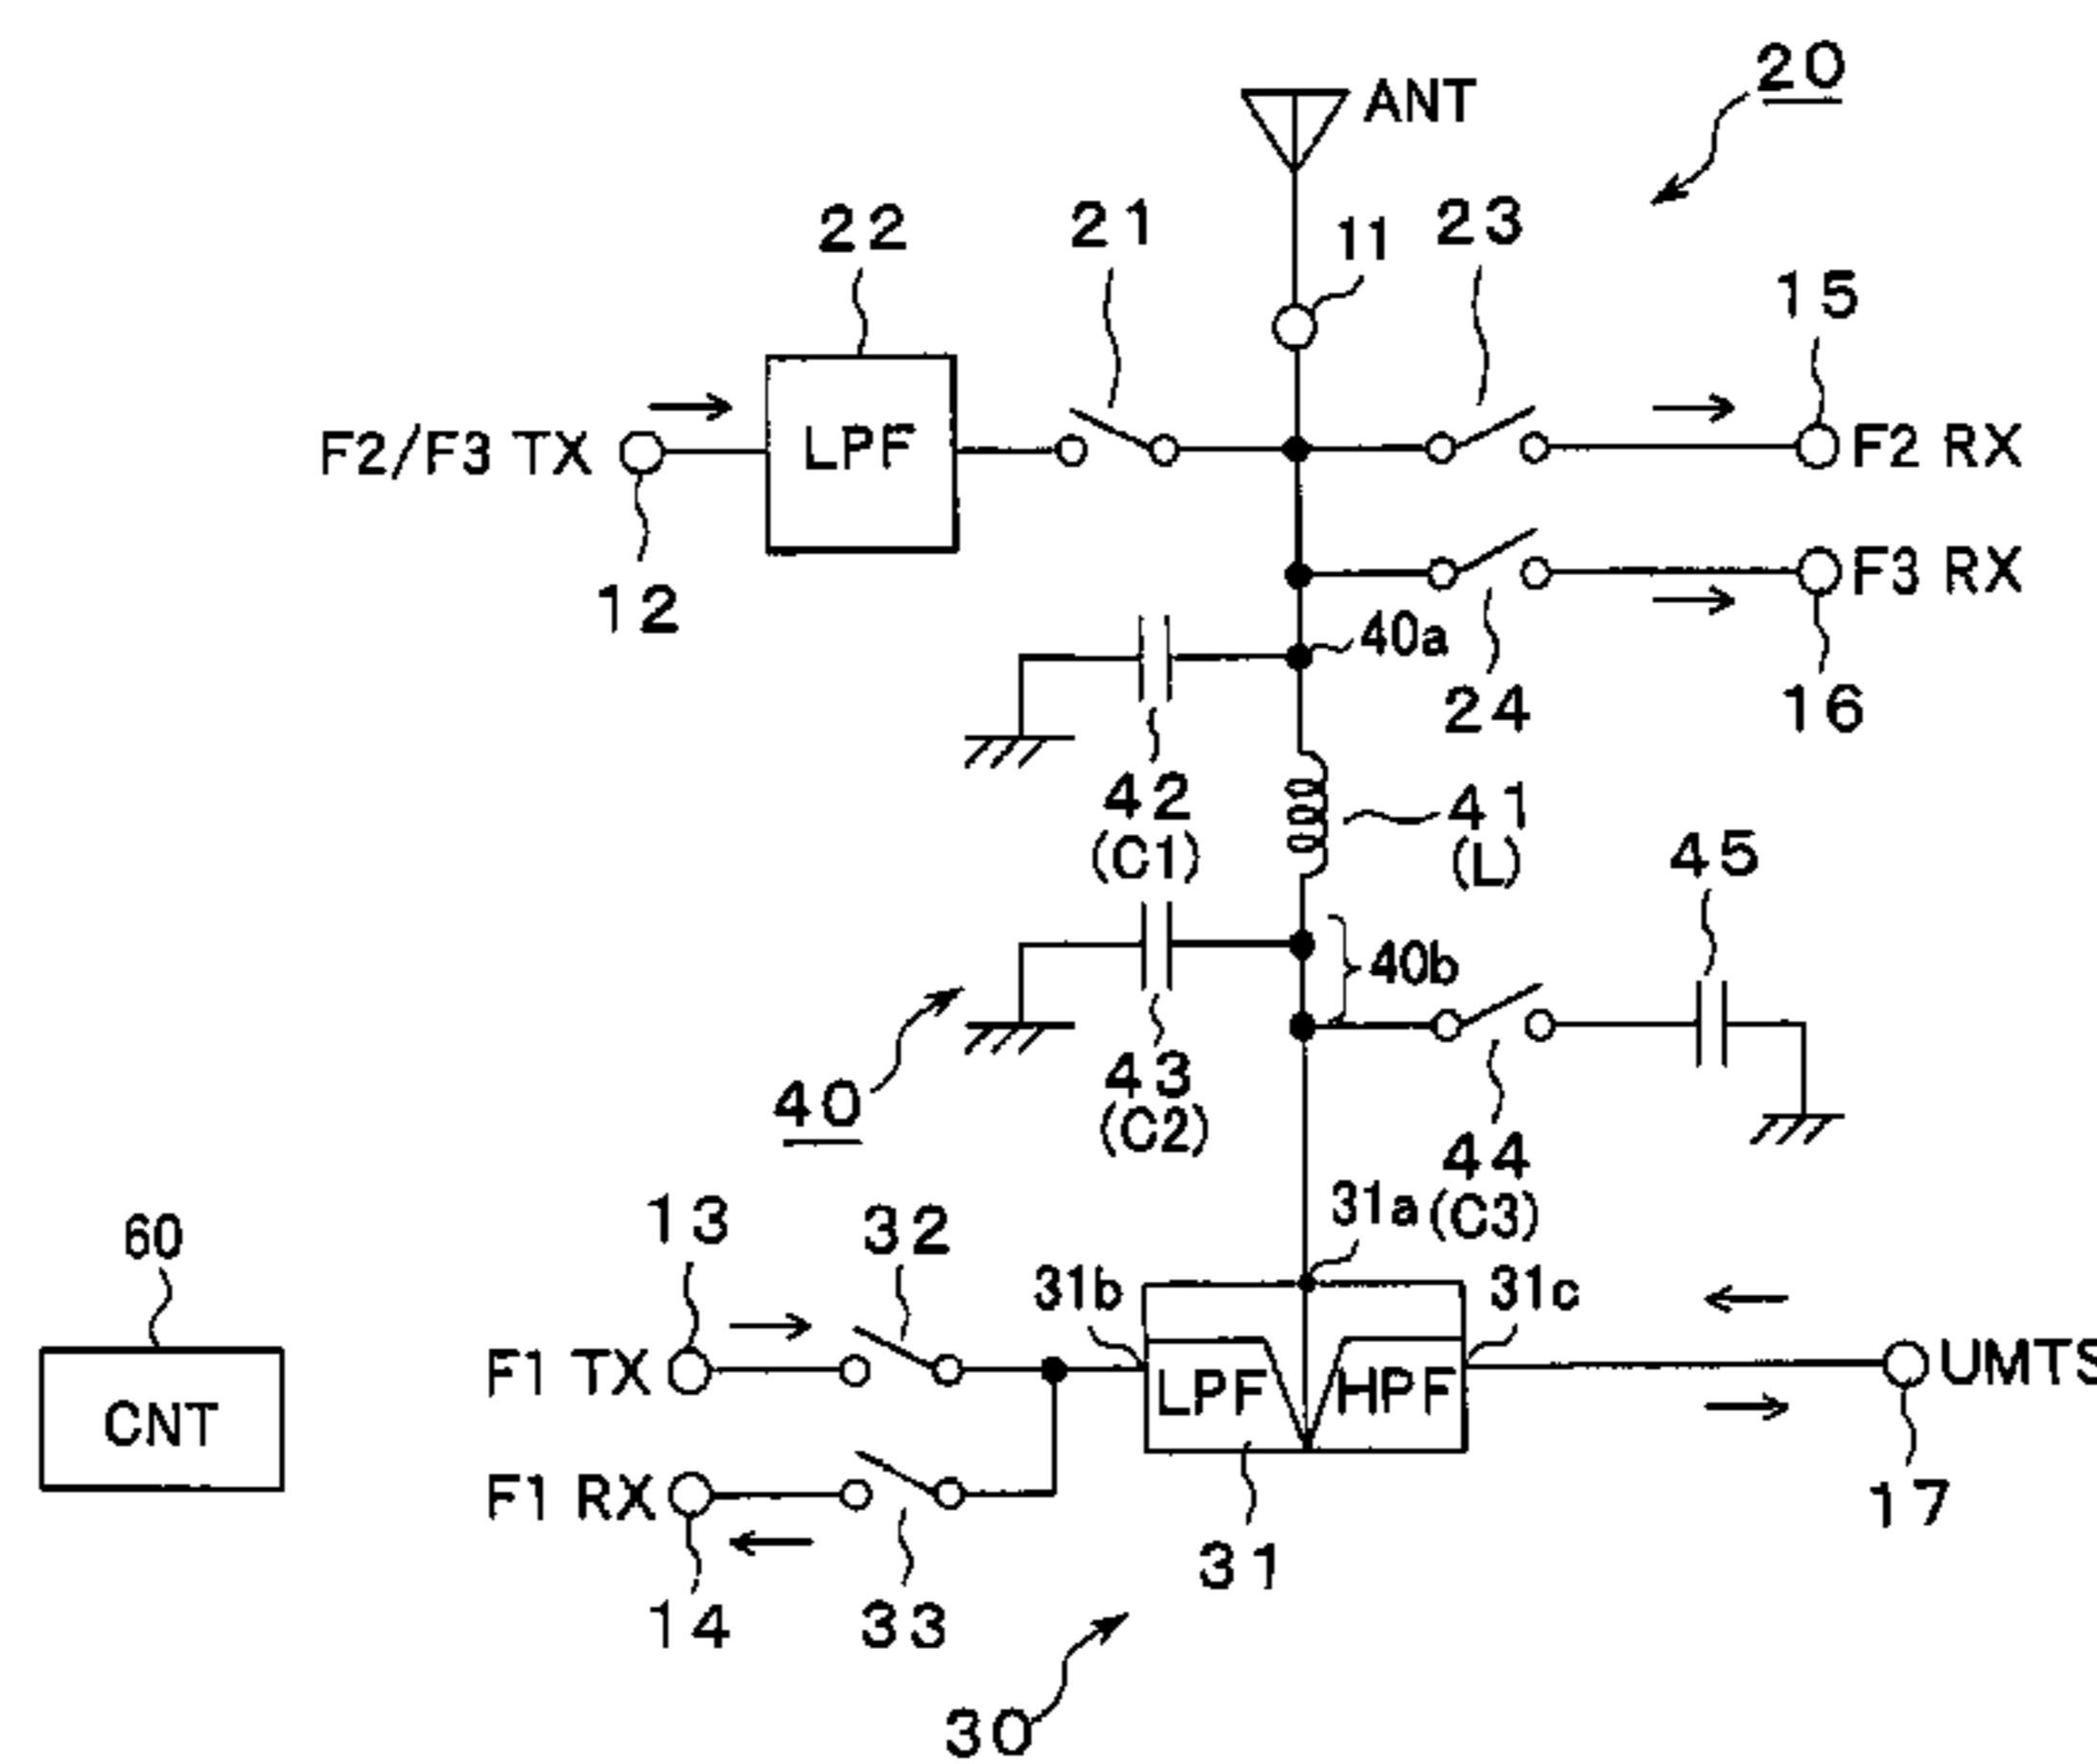 20
ANT
22
21
11
23
15
F2/F3 TX
LPF
F2 RX
12
F3 RX
40a
24
16
42
(C1)
41
(L)
45
40b
40
43
(C2)
44
(C3)
60
13
32
31b
31a
31c
CNT
F1 TX
LPF
HPF
UMTS
F1 RX
14
33
31
17
30